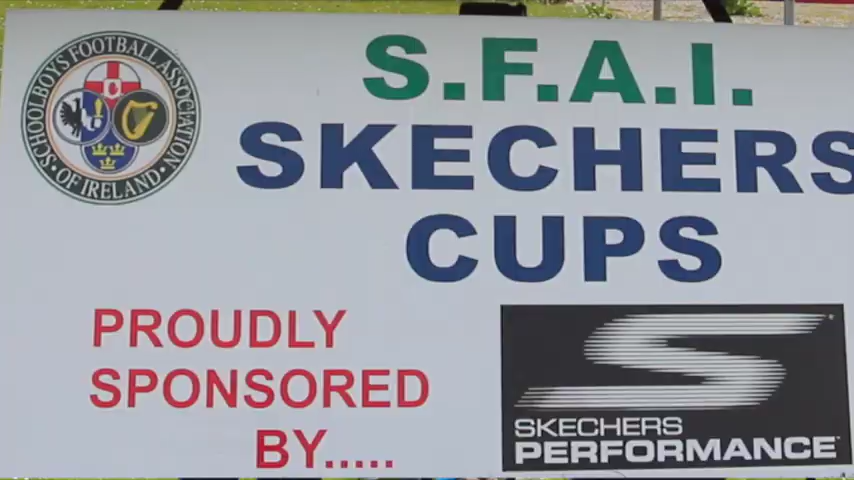 SCHOOLBOYS FOOTBALL ASSOCIATION
· OF IRELAND ·
S.F.A.I.
SKECHERS
CUPS
PROUDLY
SPONSORED
BY.....
SKECHERS
PERFORMANCE